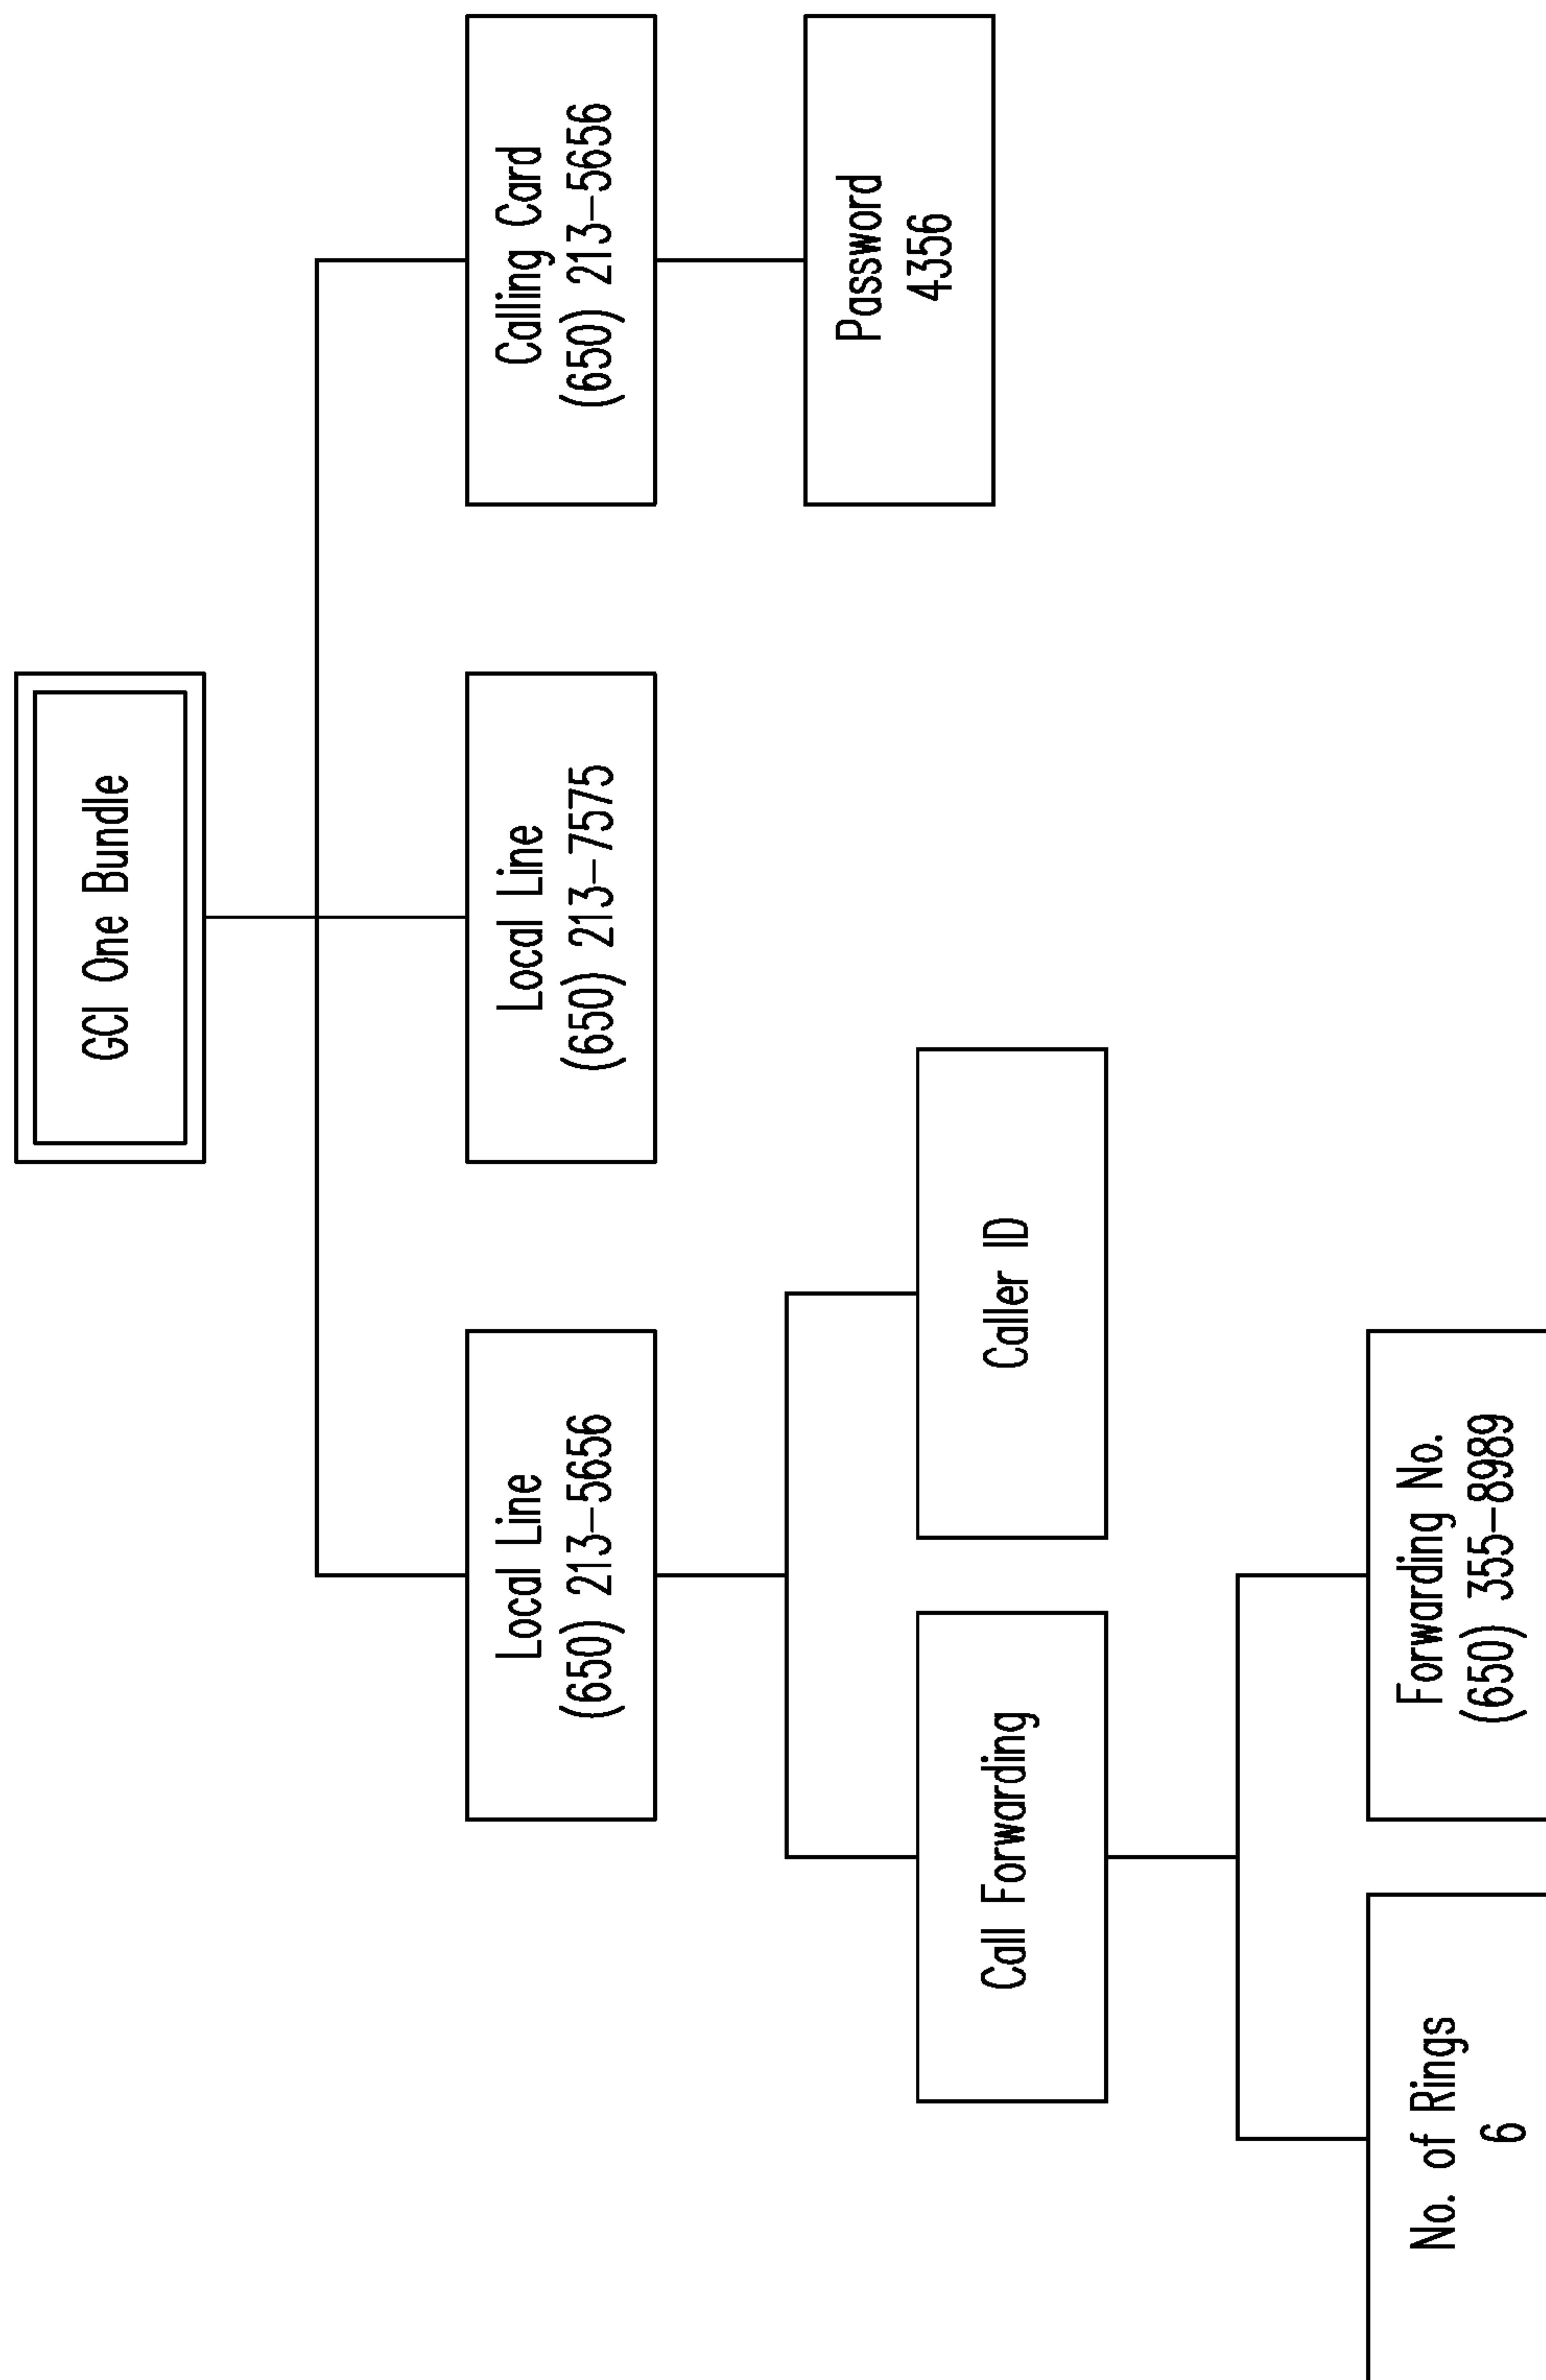 GCI One Bundle
Local Line
(650) 213-5656
Local Line
(650) 213-7575
Calling Card
(650) 213-5656
Call Forwarding
Caller ID
Password
4356
No. of Rings
6
Forwarding No.
(650) 355-8989